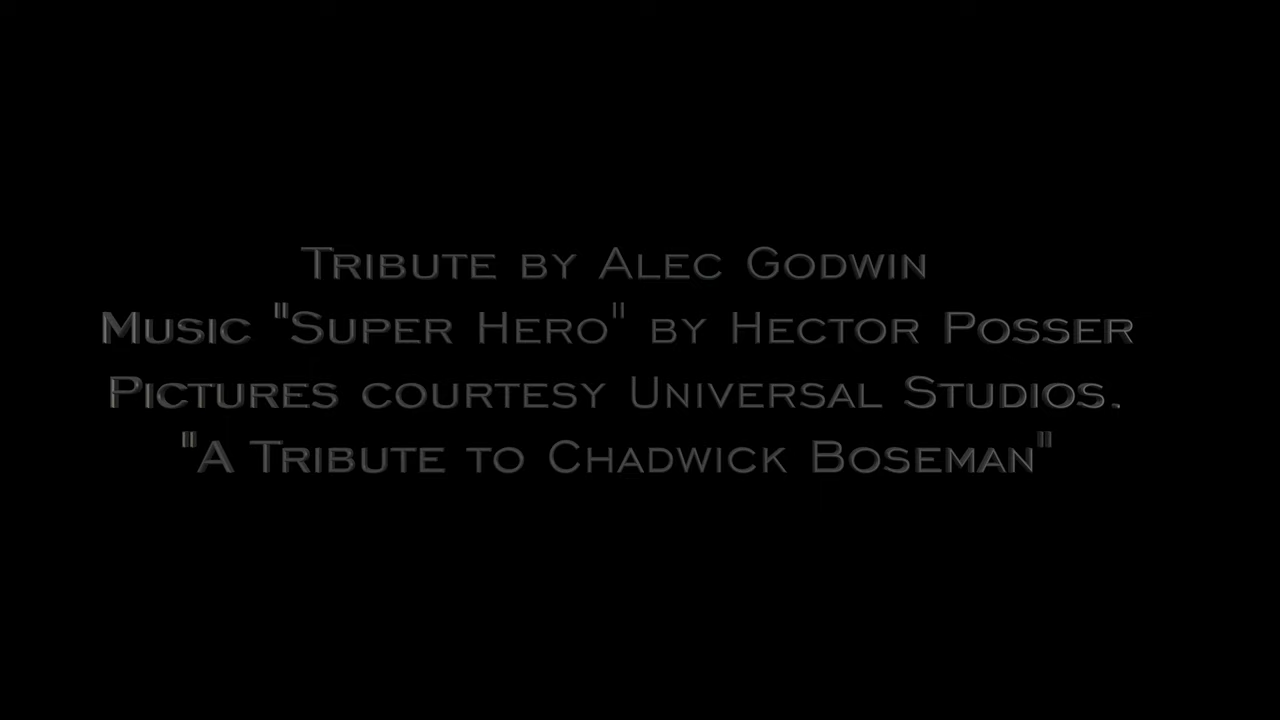 Tribute by Alec Godwin
Music "Super Hero" by Hector Posser
Pictures courtesy Universal Studios.
"A Tribute to Chadwick Boseman"